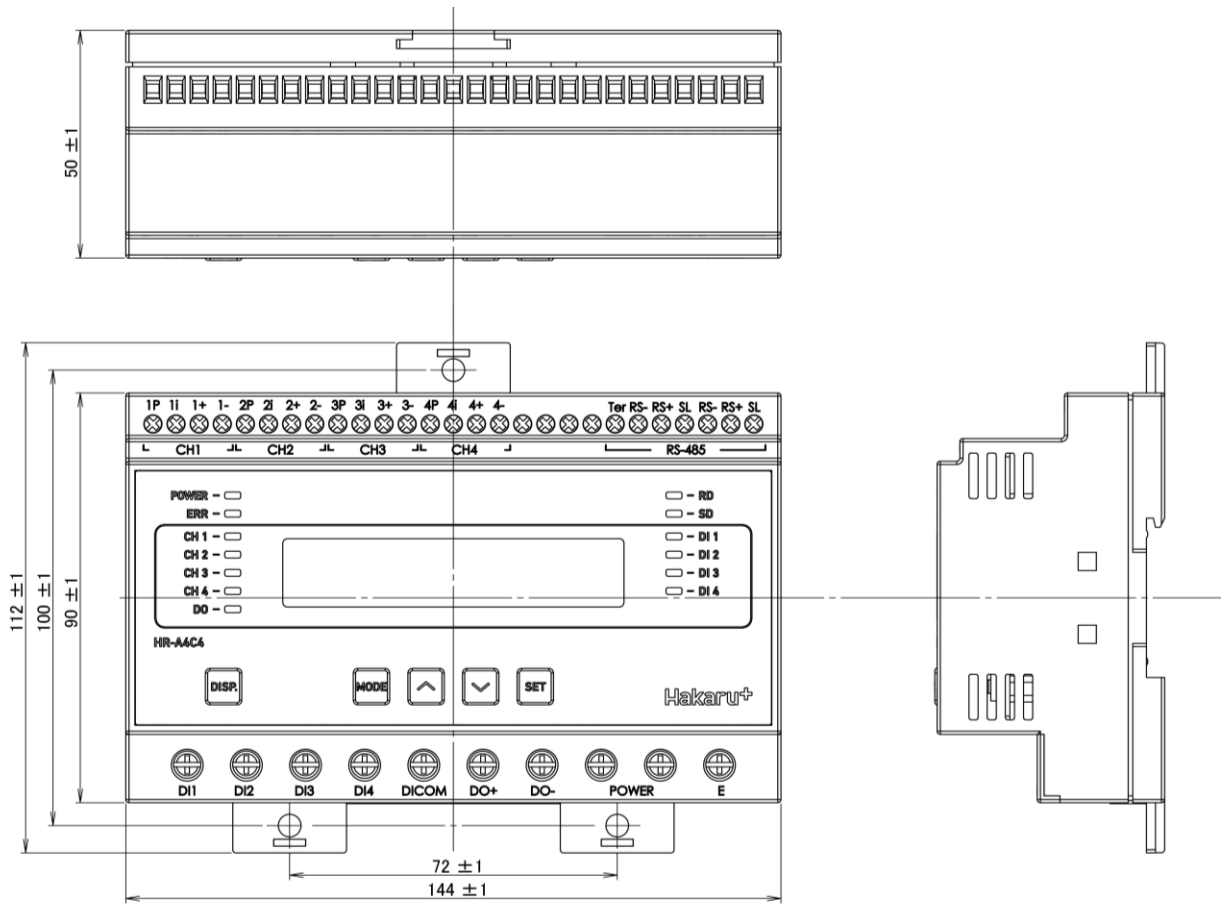 50 ±1
112 ±1
100 ±1
90 ±1
1P 1i 1+ 1- 2P 2i 2+ 2- 3P 3i 3+ 3- 4P 4i 4+ 4- Ter RS- RS+ SL RS- RS+ SL
CH1 CH2 CH3 CH4 RS-485
POWER - - RD
ERR - - SD
CH 1 - - DI 1
CH 2 - - DI 2
CH 3 - - DI 3
CH 4 - - DI 4
DO -
HR-A4C4
DISP. MODE SET
Hakaru+
DI1 DI2 DI3 DI4 DICOM DO+ DO- POWER E
72 ±1
144 ±1